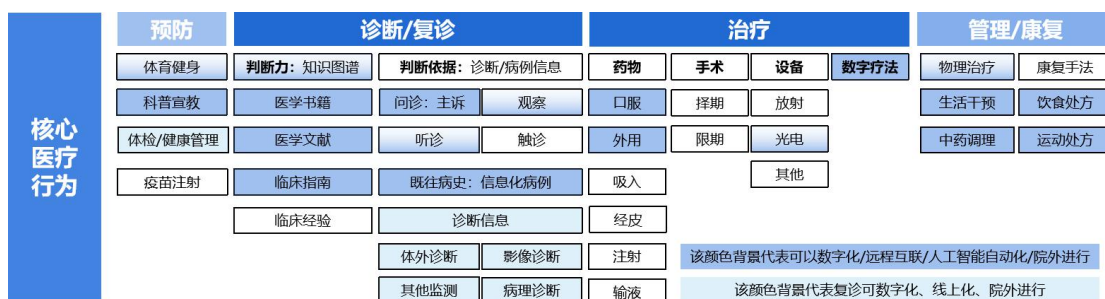 核心
医疗
行为
预防
诊断/复诊
治疗
管理/康复
体育健身
判断力：知识图谱
判断依据：诊断/病例信息
药物
手术
设备
数字疗法
物理治疗
康复手法
科普宣教
医学书籍
问诊：主诉
观察
口服
择期
放射
生活干预
饮食处方
体检/健康管理
医学文献
听诊
触诊
外用
限期
光电
中药调理
运动处方
疫苗注射
临床指南
既往病史：信息化病例
吸入
其他
临床经验
诊断信息
经皮
体外诊断
影像诊断
注射
该颜色背景代表可以数字化/远程互联/人工智能自动化/院外进行
其他监测
病理诊断
输液
该颜色背景代表复诊可数字化、线上化、院外进行